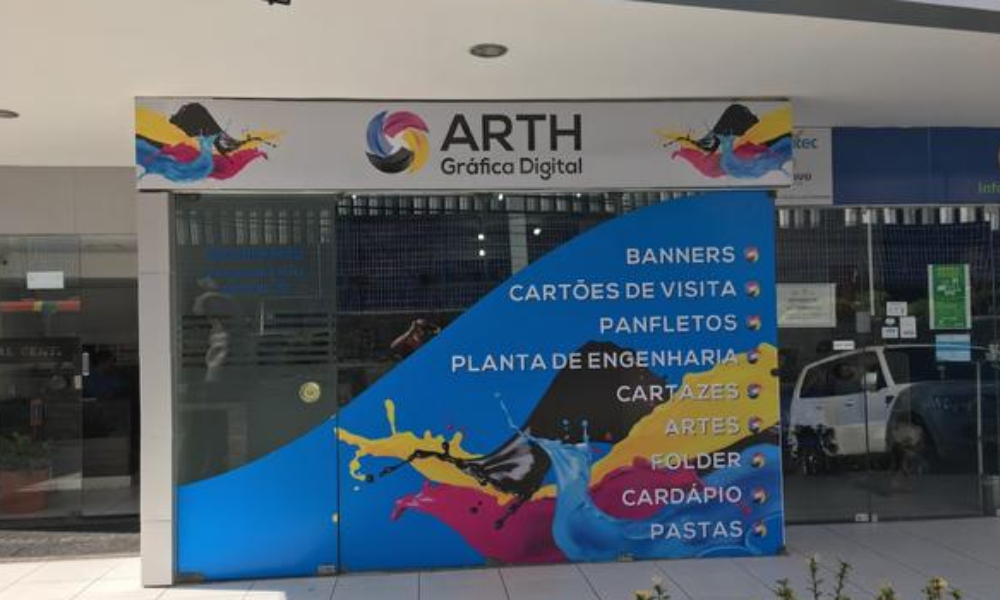 ARTH
Gráfica Digital
BANNERS
CARTÕES DE VISITA
PANFLETOS
PLANTA DE ENGENHARIA
CARTAZES
ARTES
FOLDER
CARDÁPIO
PASTAS